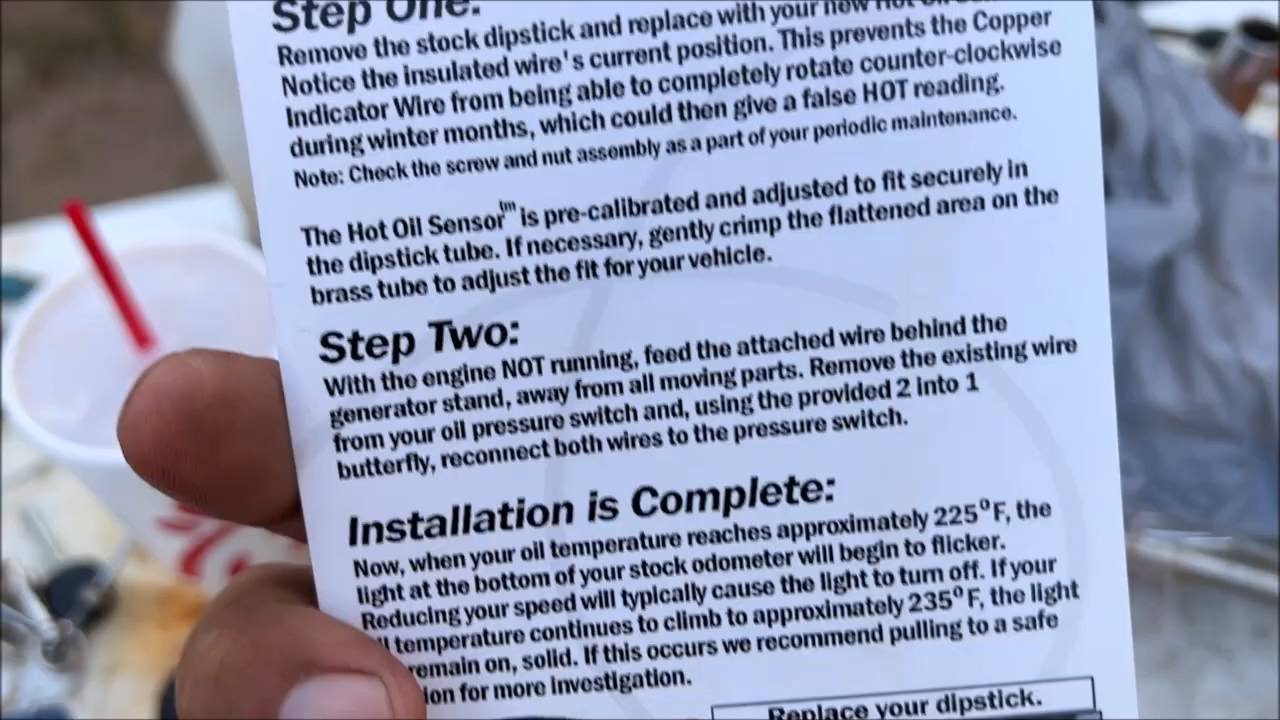 Step One:
Remove the stock dipstick and replace with your new Hot Oil
Notice the insulated wire's current position. This prevents the Copper
Indicator Wire from being able to completely rotate counter-clockwise
during winter months, which could then give a false HOT reading.
Note: Check the screw and nut assembly as a part of your periodic maintenance.
The Hot Oil Sensor™ is pre-calibrated and adjusted to fit securely in
the dipstick tube. If necessary, gently crimp the flattened area on the
brass tube to adjust the fit for your vehicle.
Step Two:
With the engine NOT running, feed the attached wire behind the
generator stand, away from all moving parts. Remove the existing wire
from your oil pressure switch and, using the provided 2 into 1
butterfly, reconnect both wires to the pressure switch.
Installation is Complete:
Now, when your oil temperature reaches approximately 225°F, the
light at the bottom of your stock odometer will begin to flicker.
Reducing your speed will typically cause the light to turn off. If your
temperature continues to climb to approximately 235°F, the light
remain on, solid. If this occurs we recommend pulling to a safe
for more investigation.
Replace your dipstick.